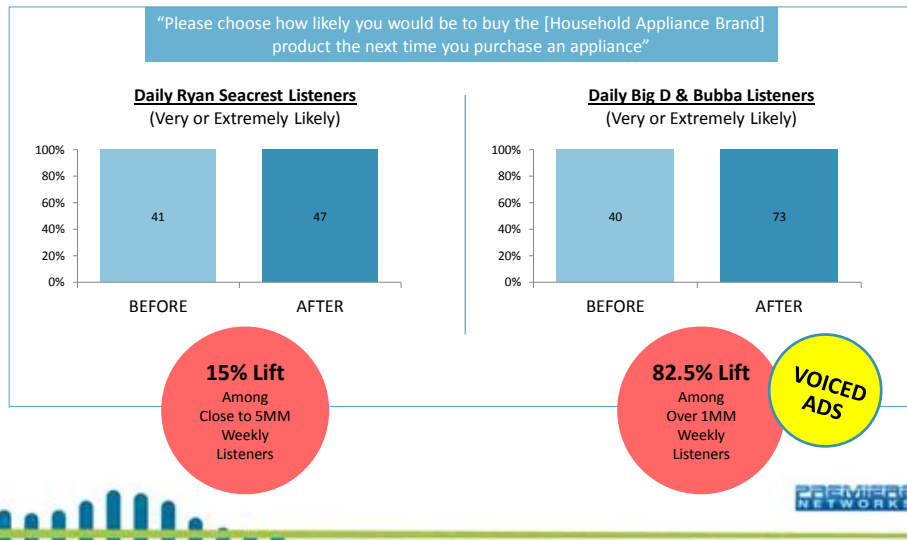 “Please choose how likely you would be to buy the [Household Appliance Brand]
product the next time you purchase an appliance”
Daily Ryan Seacrest Listeners
(Very or Extremely Likely)
100%
80%
60%
40%
20%
0%
41
47
BEFORE
AFTER
15% Lift
Among
Close to 5MM
Weekly
Listeners
Daily Big D & Bubba Listeners
(Very or Extremely Likely)
100%
80%
60%
40%
20%
0%
40
73
BEFORE
AFTER
82.5% Lift
Among
Over 1MM
Weekly
Listeners
VOICED
ADS
PREMIERE
NETWORKS